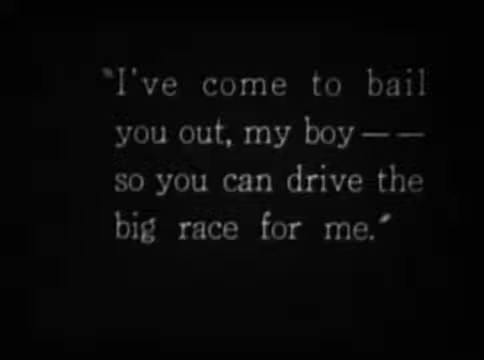 "I've come to bail
you out, my boy——
so you can drive the
big race for me."